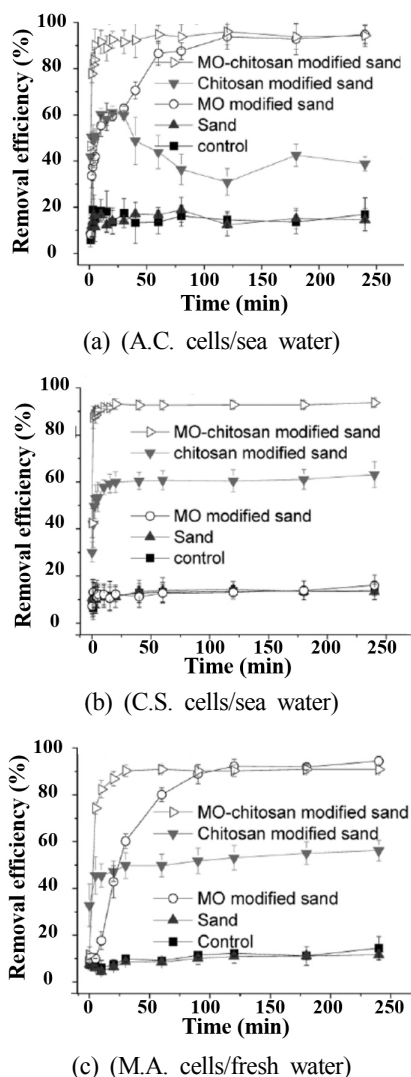 Removal efficiency (%)
100
80
60
40
20
0
MO-chitosan modified sand
Chitosan modified sand
MO modified sand
Sand
control
0 50 100 150 200 250
Time (min)
(a) (A.C. cells/sea water)
Removal efficiency (%)
100
80
60
40
20
0
MO-chitosan modified sand
chitosan modified sand
MO modified sand
Sand
control
0 50 100 150 200 250
Time (min)
(b) (C.S. cells/sea water)
Removal efficiency (%)
100
80
60
40
20
0
MO-chitosan modified sand
Chitosan modified sand
MO modified sand
Sand
Control
0 50 100 150 200 250
Time (min)
(c) (M.A. cells/fresh water)